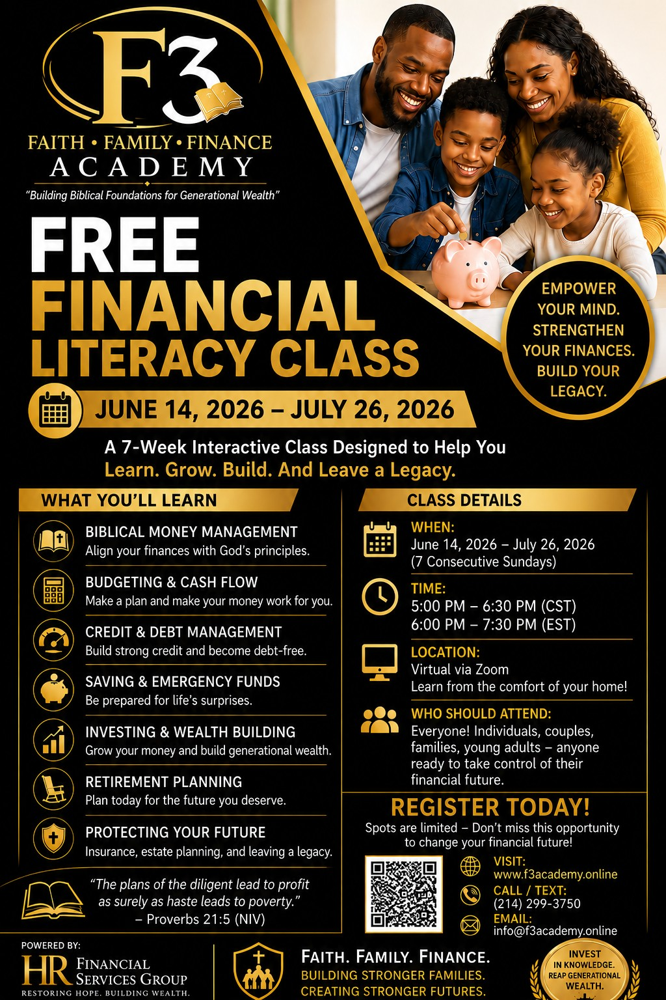 F3
FAITH • FAMILY • FINANCE
ACADEMY
“Building Biblical Foundations for Generational Wealth”
FREE
FINANCIAL
LITERACY CLASS
EMPOWER
YOUR MIND.
STRENGTHEN
YOUR FINANCES.
BUILD YOUR
LEGACY.
JUNE 14, 2026 – JULY 26, 2026
A 7-Week Interactive Class Designed to Help You
Learn. Grow. Build. And Leave a Legacy.
WHAT YOU’LL LEARN
BIBLICAL MONEY MANAGEMENT
Align your finances with God’s principles.
BUDGETING & CASH FLOW
Make a plan and make your money work for you.
CREDIT & DEBT MANAGEMENT
Build strong credit and become debt-free.
SAVING & EMERGENCY FUNDS
Be prepared for life’s surprises.
INVESTING & WEALTH BUILDING
Grow your money and build generational wealth.
RETIREMENT PLANNING
Plan today for the future you deserve.
PROTECTING YOUR FUTURE
Insurance, estate planning, and leaving a legacy.
“The plans of the diligent lead to profit
as surely as haste leads to poverty.”
– Proverbs 21:5 (NIV)
CLASS DETAILS
WHEN:
June 14, 2026 – July 26, 2026
(7 Consecutive Sundays)
TIME:
5:00 PM – 6:30 PM (CST)
6:00 PM – 7:30 PM (EST)
LOCATION:
Virtual via Zoom
Learn from the comfort of your home!
WHO SHOULD ATTEND:
Everyone! Individuals, couples,
families, young adults – anyone
ready to take control of their
financial future.
REGISTER TODAY!
Spots are limited – Don’t miss this opportunity
to change your financial future!
VISIT:
www.f3academy.online
CALL / TEXT:
(214) 299-3750
EMAIL:
info@f3academy.online
POWERED BY:
HR FINANCIAL
SERVICES GROUP
RESTORING HOPE. BUILDING WEALTH.
FAITH. FAMILY. FINANCE.
BUILDING STRONGER FAMILIES.
CREATING STRONGER FUTURES.
INVEST
IN KNOWLEDGE.
REAP GENERATIONAL
WEALTH.